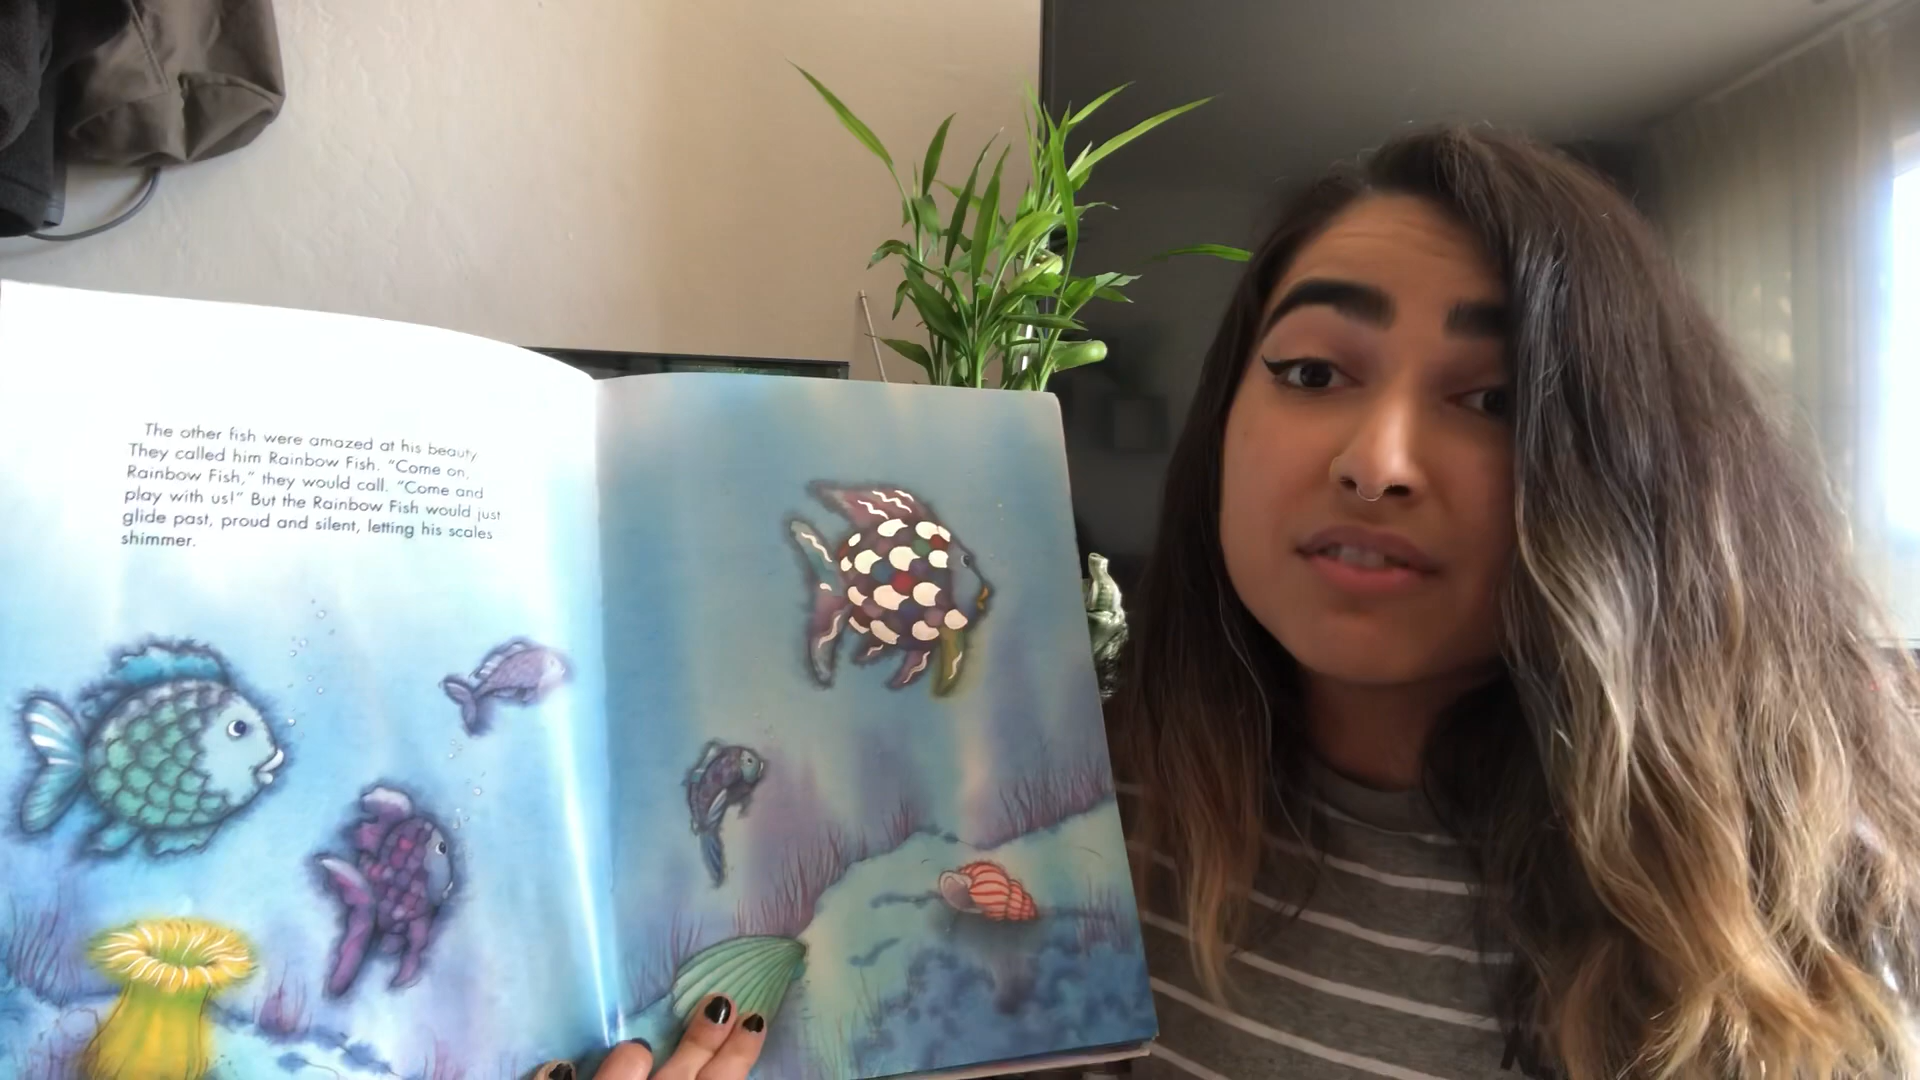 The other fish were amazed at his beauty.
They called him Rainbow Fish. “Come on,
Rainbow Fish,” they would call. “Come and
play with us!” But the Rainbow Fish would just
glide past, proud and silent, letting his scales
shimmer.